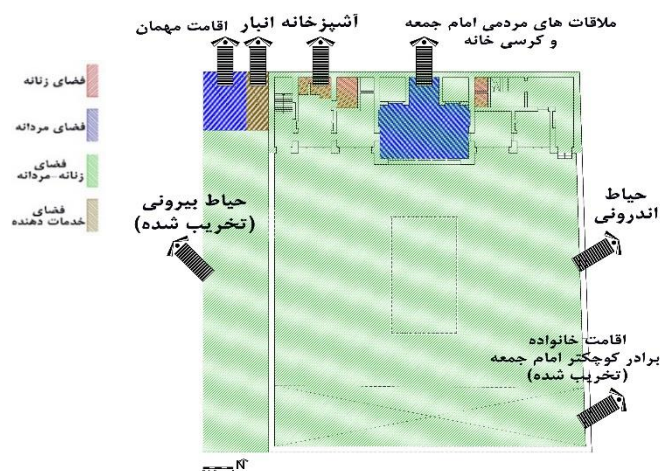 ملاقات های مردمی امام جمعه
و کرسی خانه
آشپزخانه انبار
اقامت مهمان
فضای زنانه
فضای مردانه
فضای
زنانه-مردانه
فضای
خدمات دهنده
حیاط بیرونی
(تخریب شده)
حیاط
اندرونی
اقامت خانواده
برادر کوچکتر امام جمعه
(تخریب شده)
N